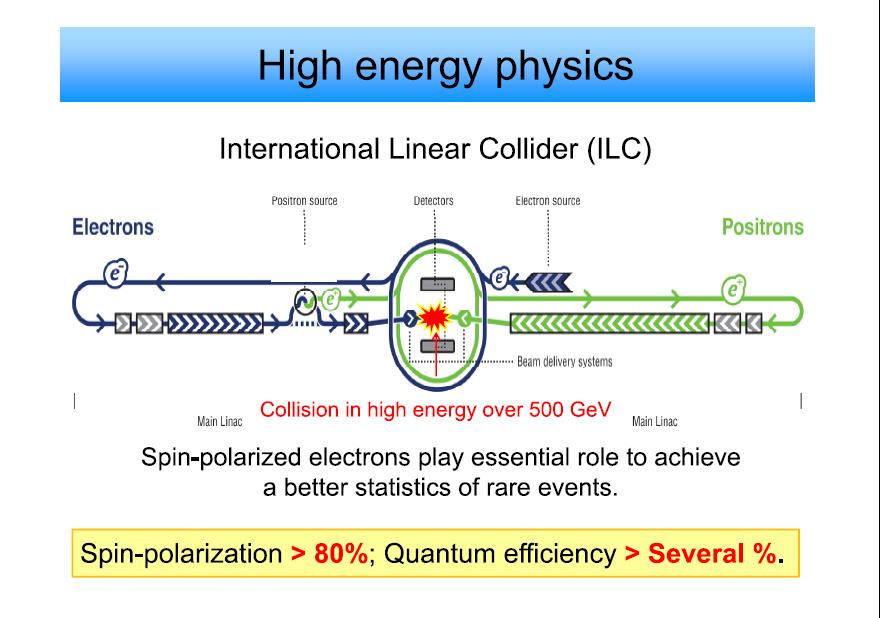 High energy physics
International Linear Collider (ILC)
Positron source
Detectors
Electron source
Electrons
Positrons
e-
e-
e+
e+
Beam delivery systems
Collision in high energy over 500 GeV
Main Linac
Main Linac
Spin-polarized electrons play essential role to achieve
a better statistics of rare events.
Spin-polarization > 80%; Quantum efficiency > Several %.